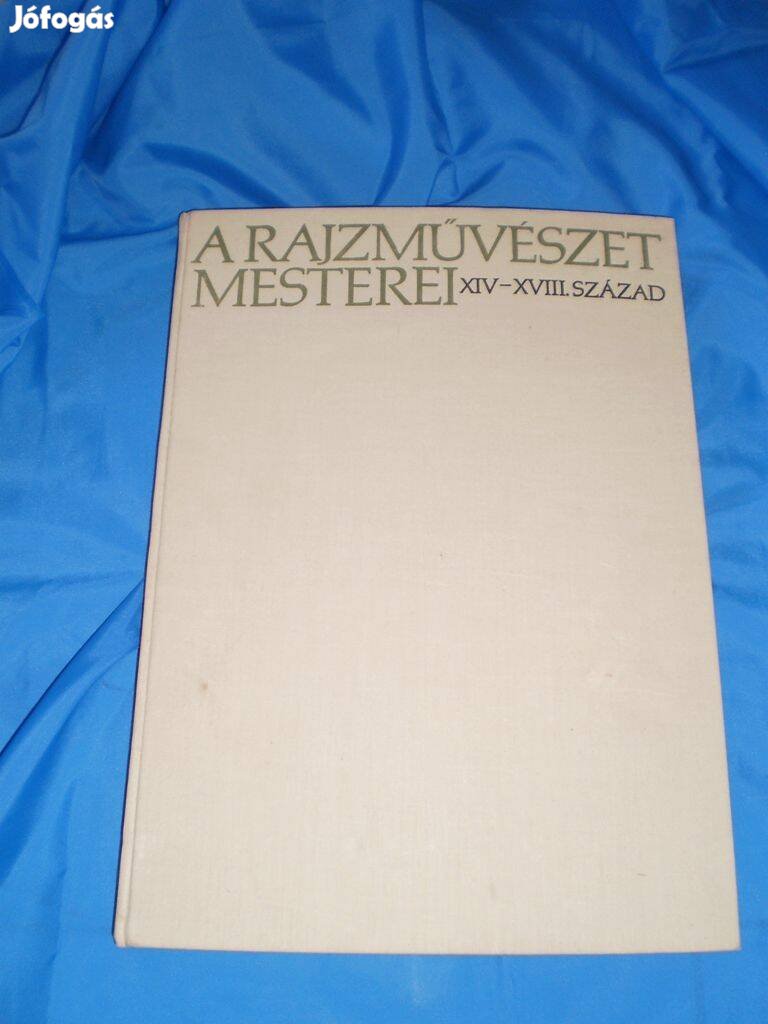 Jófogás
A RAJZMŰVÉSZET
MESTEREI XIV–XVIII. SZÁZAD